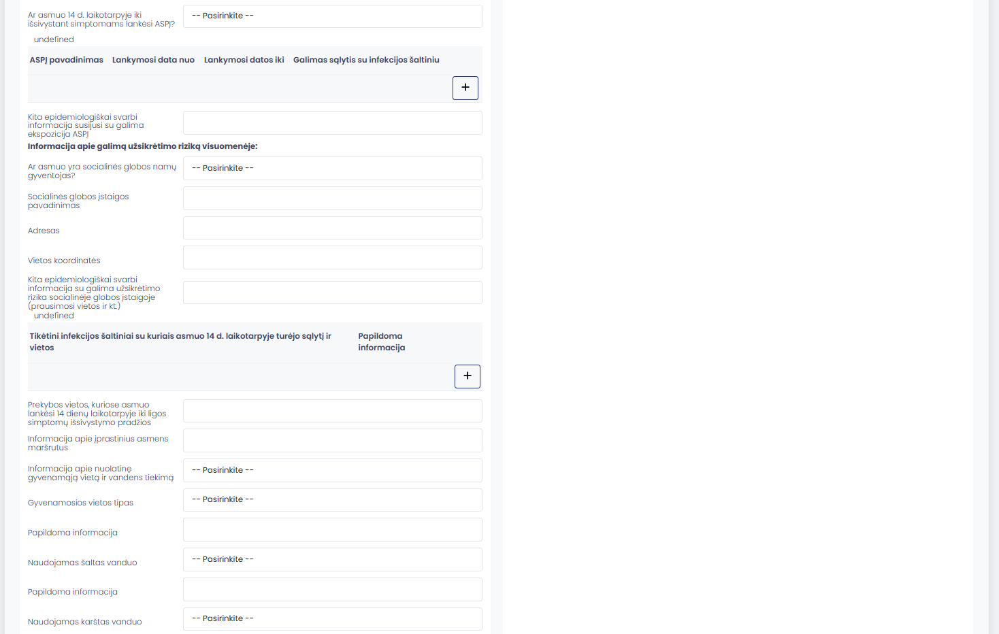 Ar asmuo 14 d. laikotarpyje iki
išsivystant simptomams lankėsi ASPĮ?
-- Pasirinkite --
undefined
ASPĮ pavadinimas Lankymosi data nuo Lankymosi datos iki Galimas sąlytis su infekcijos šaltiniu
+
Kita epidemiologiškai svarbi
informacija susijusi su galima
ekspozicija ASPĮ
Informacija apie galimą užsikrėtimo riziką visuomenėje:
Ar asmuo yra socialinės globos namų
gyventojas?
-- Pasirinkite --
Socialinės globos įstaigos
pavadinimas
Adresas
Vietos koordinatės
Kita epidemiologiškai svarbi
informacija su galima užsikrėtimo
rizika socialinėje globos įstaigoje
(prausimosi vietos ir kt.)
undefined
Tikėtini infekcijos šaltiniai su kuriais asmuo 14 d. laikotarpyje turėjo sąlytį ir
vietos
Papildoma
informacija
+
Prekybos vietos, kuriose asmuo
lankėsi 14 dienų laikotarpyje iki ligos
simptomų išsivystymo pradžios
Informacija apie įprastinius asmens
maršrutus
Informacija apie nuolatinę
gyvenamąją vietą ir vandens tiekimą
-- Pasirinkite --
Gyvenamosios vietos tipas
-- Pasirinkite --
Papildoma informacija
Naudojamas šaltas vanduo
-- Pasirinkite --
Papildoma informacija
Naudojamas karštas vanduo
-- Pasirinkite --